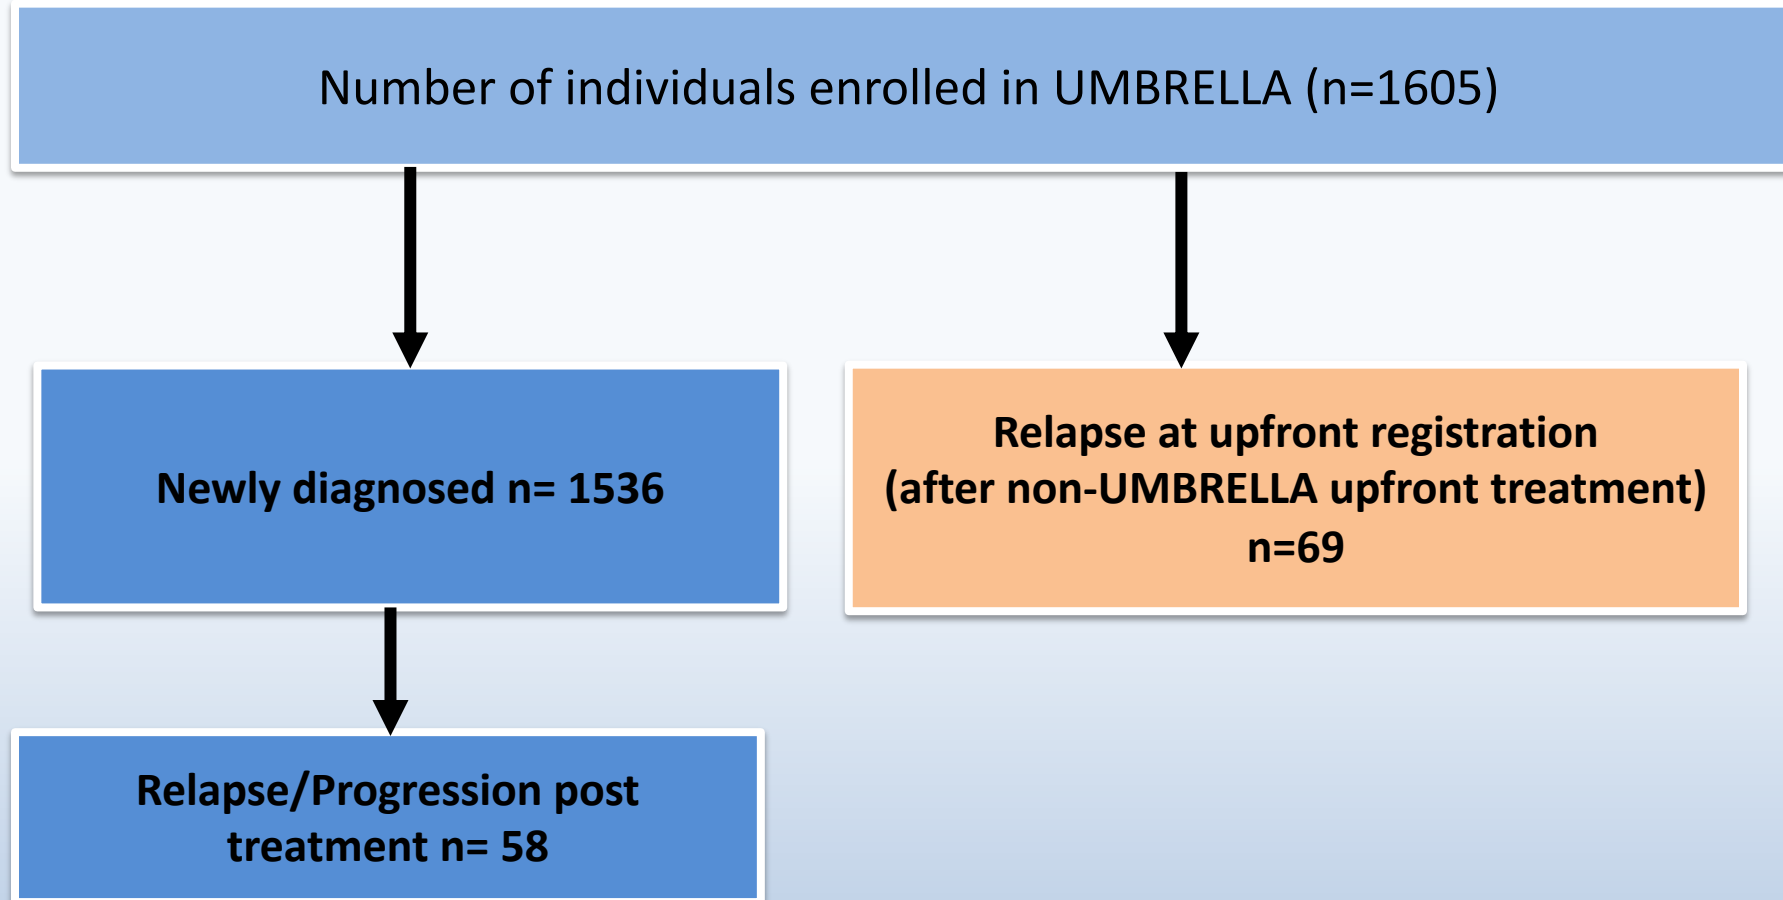 Number of individuals enrolled in UMBRELLA (n=1605)
Newly diagnosed n= 1536
Relapse at upfront registration
(after non-UMBRELLA upfront treatment)
n=69
Relapse/Progression post
treatment n= 58